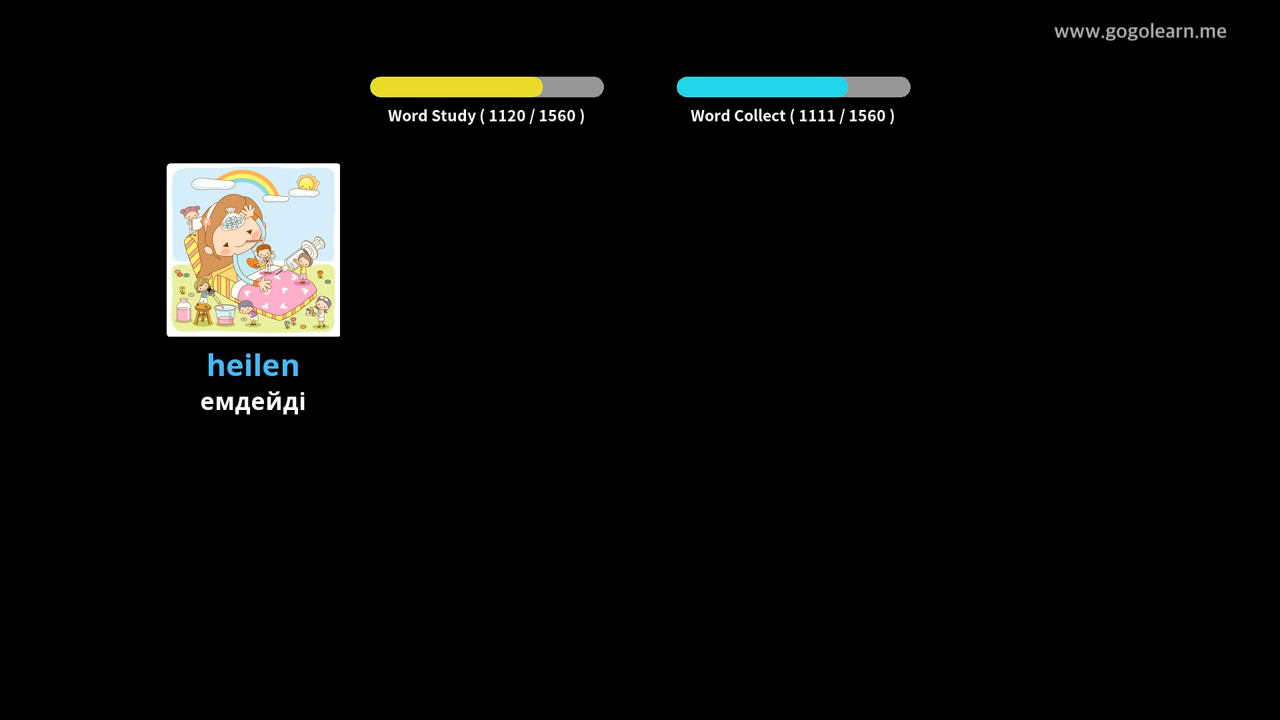 www.gogolearn.me
Word Study ( 1120 / 1560 )
Word Collect ( 1111 / 1560 )
heilen
емдейді